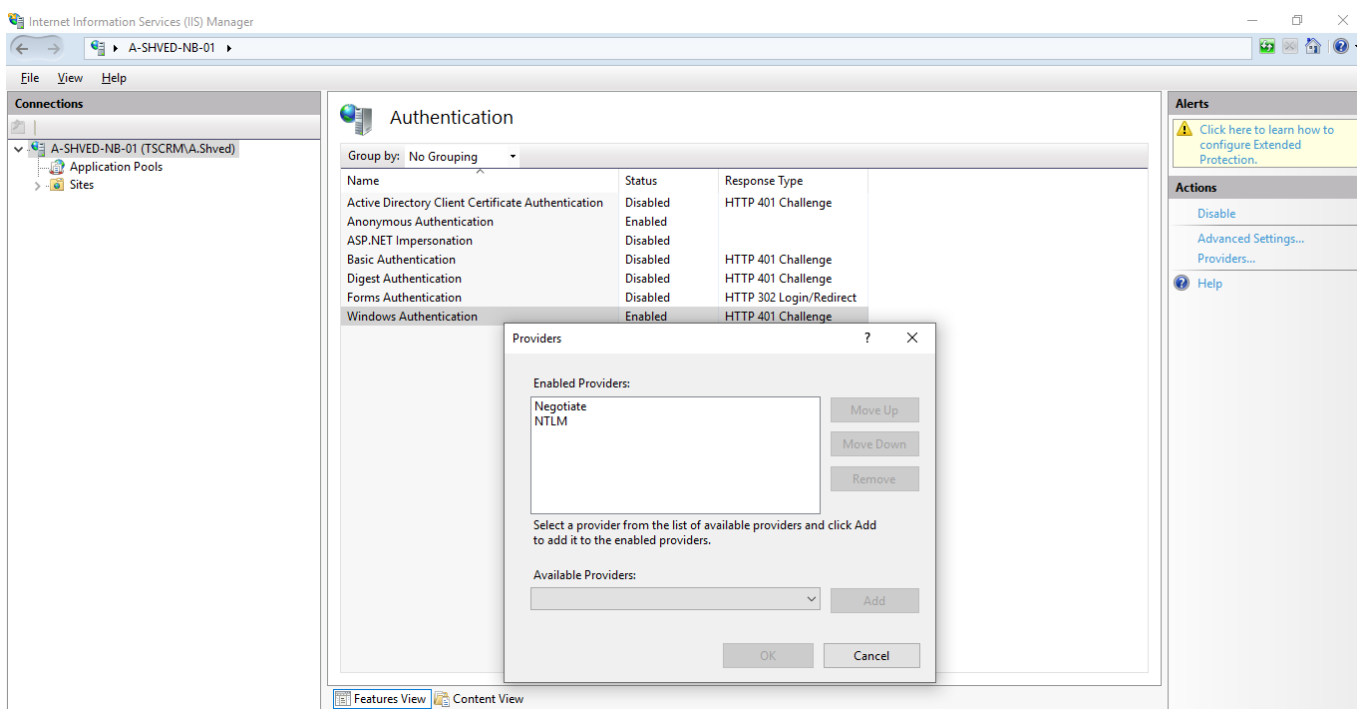 Internet Information Services (IIS) Manager
A-SHVED-NB-01
File View Help
Connections
A-SHVED-NB-01 (TSCRM\A.Shved)
Application Pools
Sites
Authentication
Group by: No Grouping
Name Status Response Type
Active Directory Client Certificate Authentication Disabled HTTP 401 Challenge
Anonymous Authentication Enabled
ASP.NET Impersonation Disabled
Basic Authentication Disabled HTTP 401 Challenge
Digest Authentication Disabled HTTP 401 Challenge
Forms Authentication Disabled HTTP 302 Login/Redirect
Windows Authentication Enabled HTTP 401 Challenge
Providers
Enabled Providers:
Negotiate
NTLM
Move Up
Move Down
Remove
Select a provider from the list of available providers and click Add
to add it to the enabled providers.
Available Providers:
Add
OK Cancel
Features View Content View
Alerts
Click here to learn how to
configure Extended
Protection.
Actions
Disable
Advanced Settings...
Providers...
Help